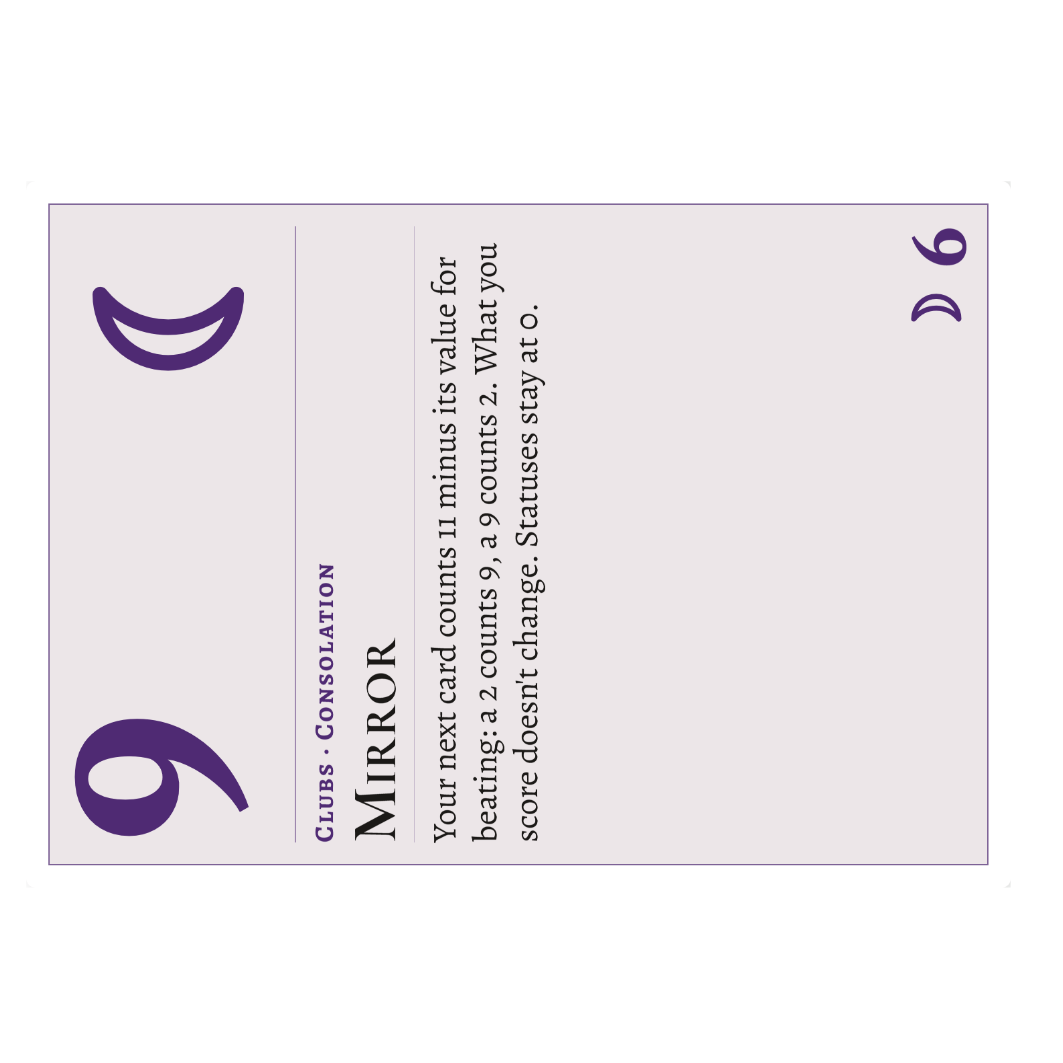 9
Clubs · Consolation
Mirror
Your next card counts 11 minus its value for
beating: a 2 counts 9, a 9 counts 2. What you
score doesn't change. Statuses stay at 0.
9